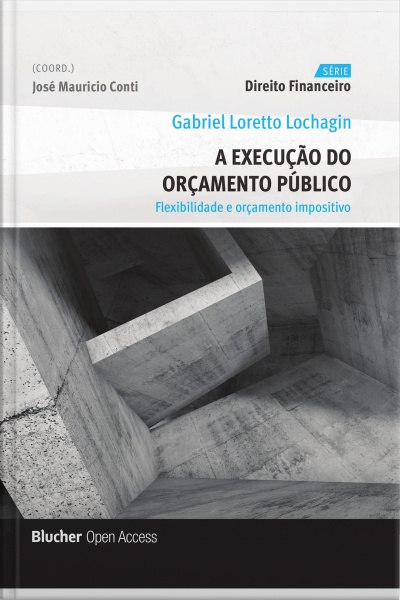 (COORD.)
José Mauricio Conti
SÉRIE
Direito Financeiro
Gabriel Loretto Lochagin
A EXECUÇÃO DO
ORÇAMENTO PÚBLICO
Flexibilidade e orçamento impositivo
Blucher Open Access